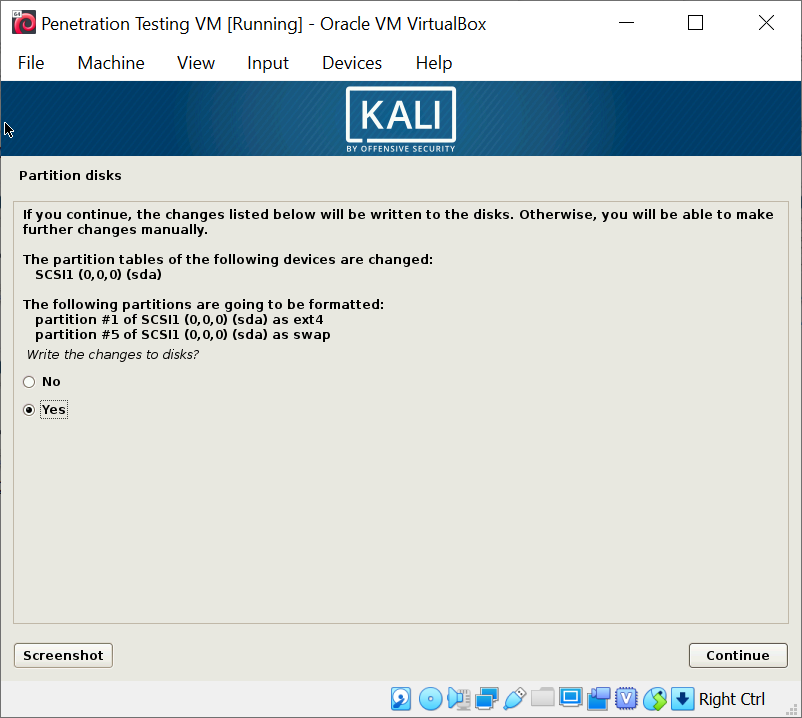 Penetration Testing VM [Running] - Oracle VM VirtualBox
File Machine View Input Devices Help
KALI
BY OFFENSIVE SECURITY
Partition disks
If you continue, the changes listed below will be written to the disks. Otherwise, you will be able to make
further changes manually.
The partition tables of the following devices are changed:
SCSI1 (0,0,0) (sda)
The following partitions are going to be formatted:
partition #1 of SCSI1 (0,0,0) (sda) as ext4
partition #5 of SCSI1 (0,0,0) (sda) as swap
Write the changes to disks?
No
Yes
Screenshot Continue
Right Ctrl